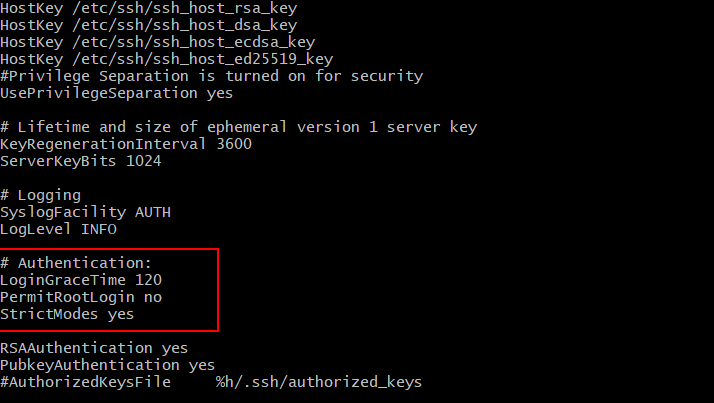 HostKey /etc/ssh/ssh_host_rsa_key
HostKey /etc/ssh/ssh_host_dsa_key
HostKey /etc/ssh/ssh_host_ecdsa_key
HostKey /etc/ssh/ssh_host_ed25519_key
#Privilege Separation is turned on for security
UsePrivilegeSeparation yes
# Lifetime and size of ephemeral version 1 server key
KeyRegenerationInterval 3600
ServerKeyBits 1024
# Logging
SyslogFacility AUTH
LogLevel INFO
# Authentication:
LoginGraceTime 120
PermitRootLogin no
StrictModes yes
RSAAuthentication yes
PubkeyAuthentication yes
#AuthorizedKeysFile     %h/.ssh/authorized_keys